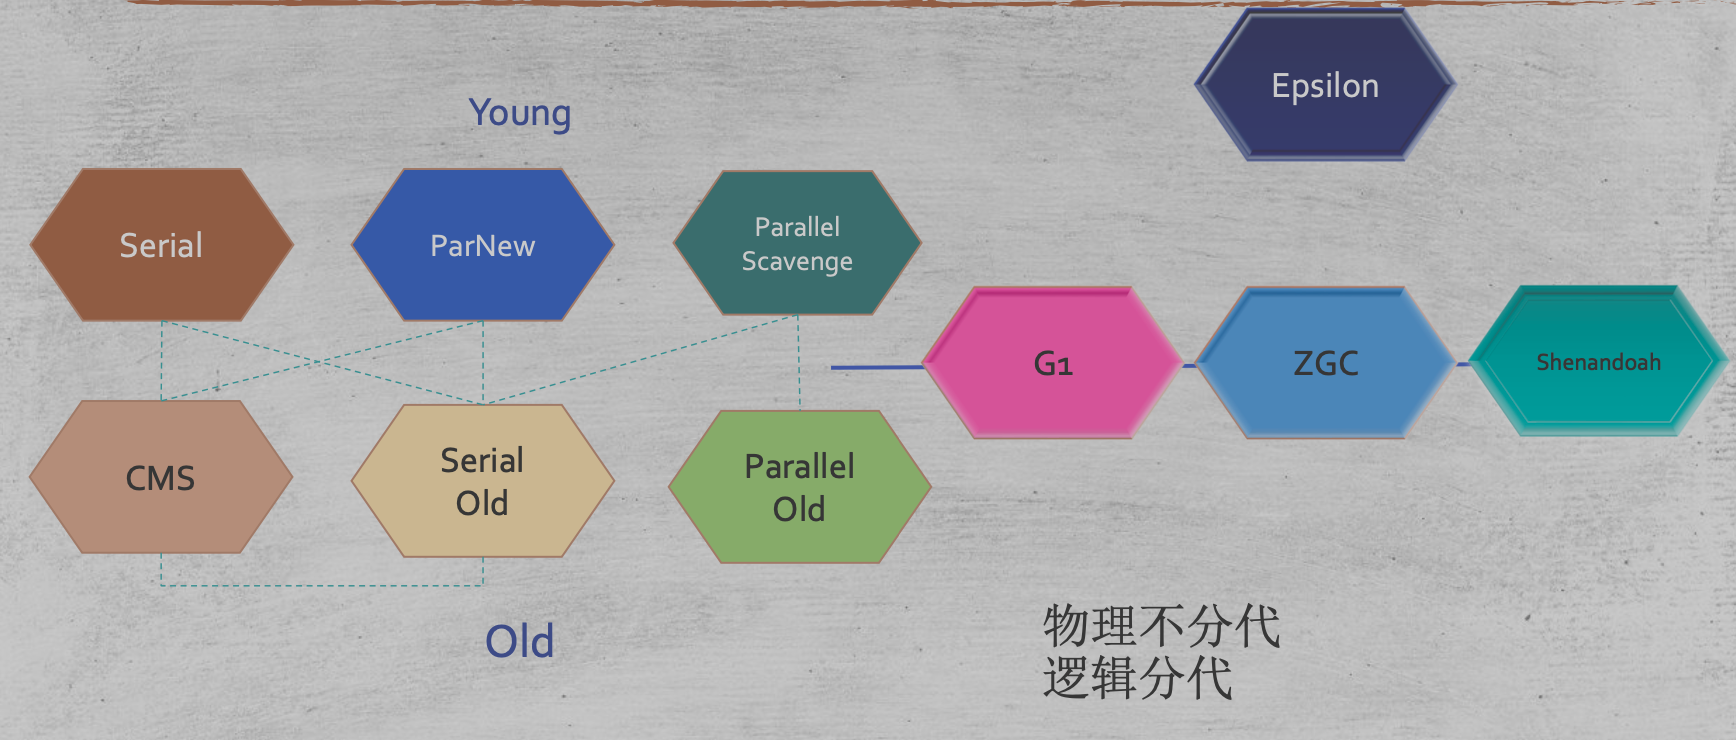 Epsilon
Young
Serial
ParNew
Parallel
Scavenge
G1
ZGC
Shenandoah
CMS
Serial
Old
Parallel
Old
Old
物理不分代
逻辑分代